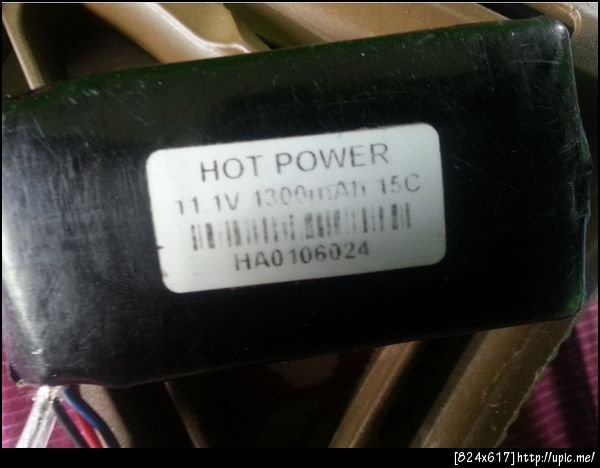 HOT POWER
11.1V 1300mAh 15C
HA0106024
[824x617]http://upic.me/